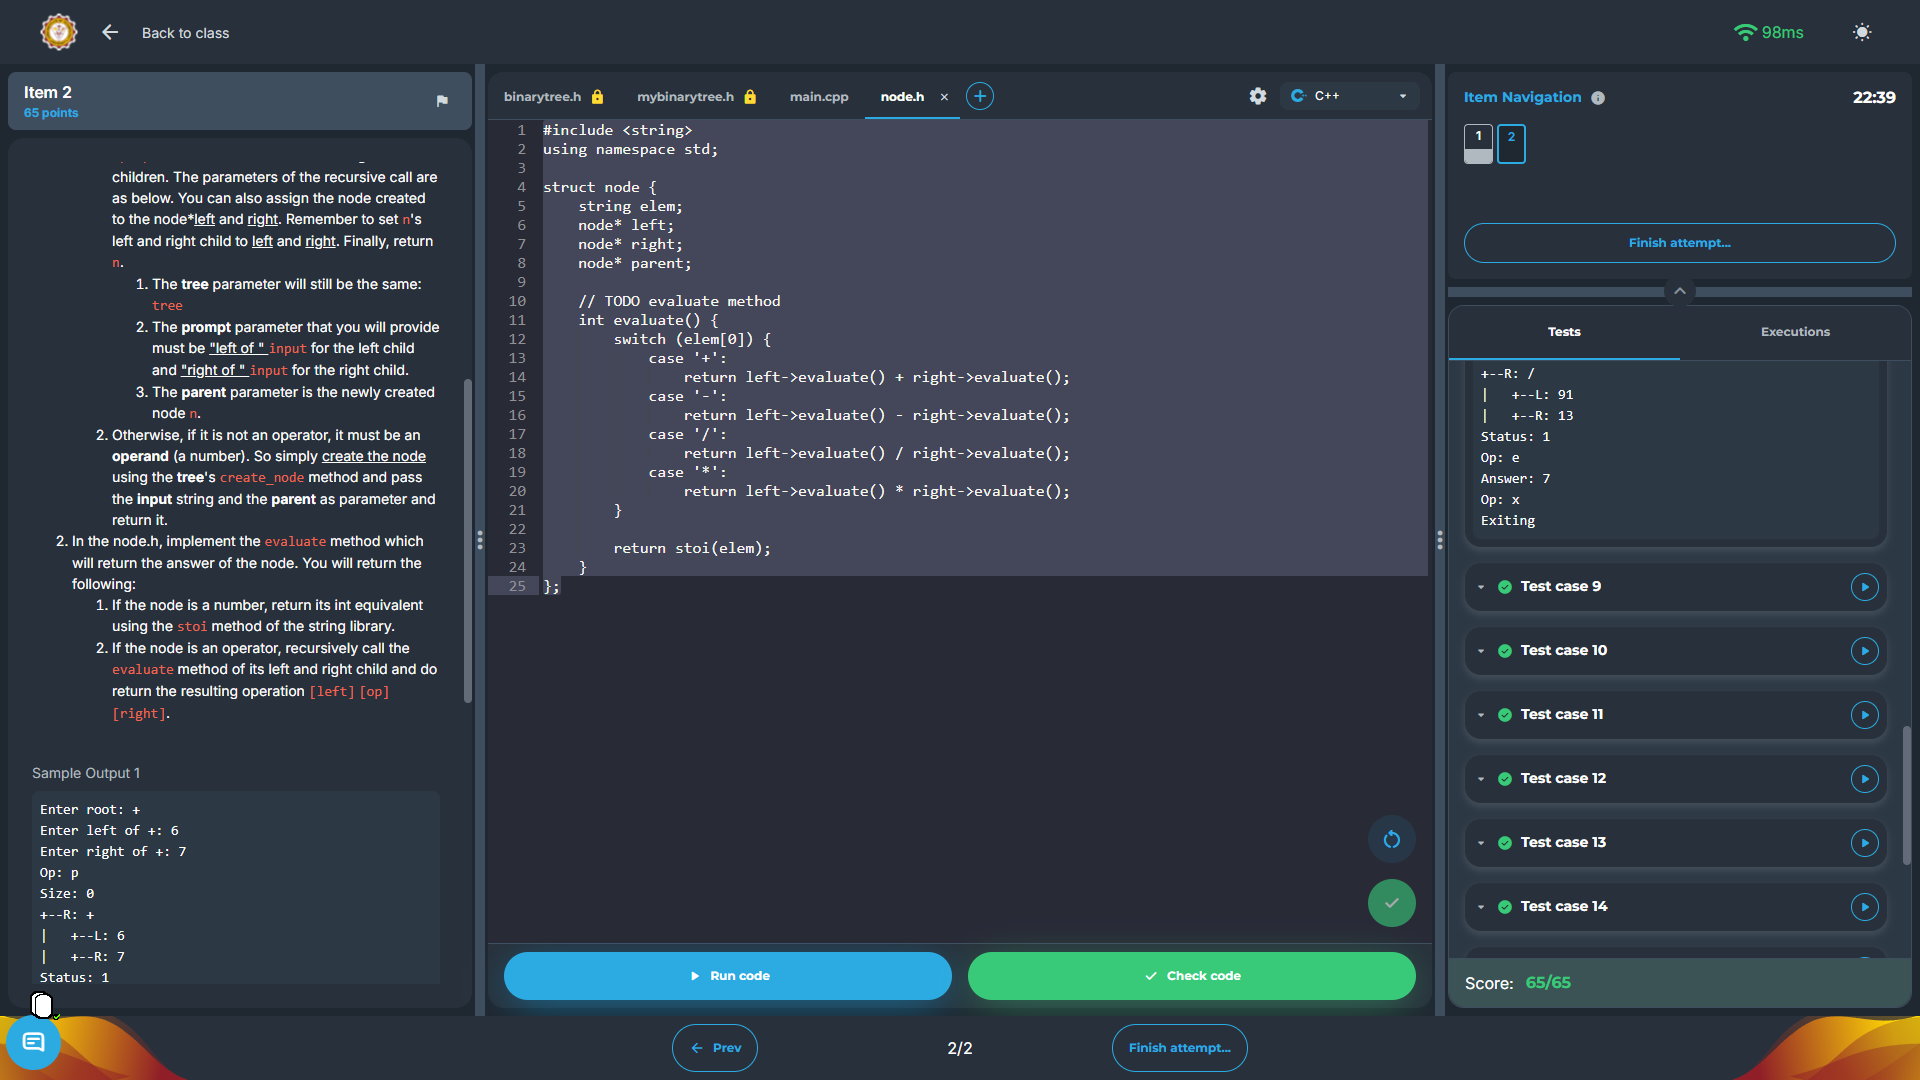 Back to class
98ms
Item 2
65 points
children. The parameters of the recursive call are
as below. You can also assign the node created
to the node*left and right. Remember to set n's
left and right child to left and right. Finally, return
n.
1. The tree parameter will still be the same:
tree
2. The prompt parameter that you will provide
must be "left of " input for the left child
and "right of " input for the right child.
3. The parent parameter is the newly created
node n.
2. Otherwise, if it is not an operator, it must be an
operand (a number). So simply create the node
using the tree's create_node method and pass
the input string and the parent as parameter and
return it.
2. In the node.h, implement the evaluate method which
will return the answer of the node. You will return the
following:
1. If the node is a number, return its int equivalent
using the stoi method of the string library.
2. If the node is an operator, recursively call the
evaluate method of its left and right child and do
return the resulting operation [left] [op]
[right].
Sample Output 1
Enter root: +
Enter left of +: 6
Enter right of +: 7
Op: p
Size: 0
+--R: +
|   +--L: 6
|   +--R: 7
Status: 1
binarytree.h
mybinarytree.h
main.cpp
node.h ×
+
C++
1 #include <string>
2 using namespace std;
3
4 struct node {
5     string elem;
6     node* left;
7     node* right;
8     node* parent;
9
10     // TODO evaluate method
11     int evaluate() {
12         switch (elem[0]) {
13             case '+':
14                 return left->evaluate() + right->evaluate();
15             case '-':
16                 return left->evaluate() - right->evaluate();
17             case '/':
18                 return left->evaluate() / right->evaluate();
19             case '*':
20                 return left->evaluate() * right->evaluate();
21         }
22
23         return stoi(elem);
24     }
25 };
Run code
Check code
Item Navigation
22:39
1
2
Finish attempt...
Tests
Executions
+--R: /
|   +--L: 91
|   +--R: 13
Status: 1
Op: e
Answer: 7
Op: x
Exiting
Test case 9
Test case 10
Test case 11
Test case 12
Test case 13
Test case 14
Score: 65/65
Prev
2/2
Finish attempt...